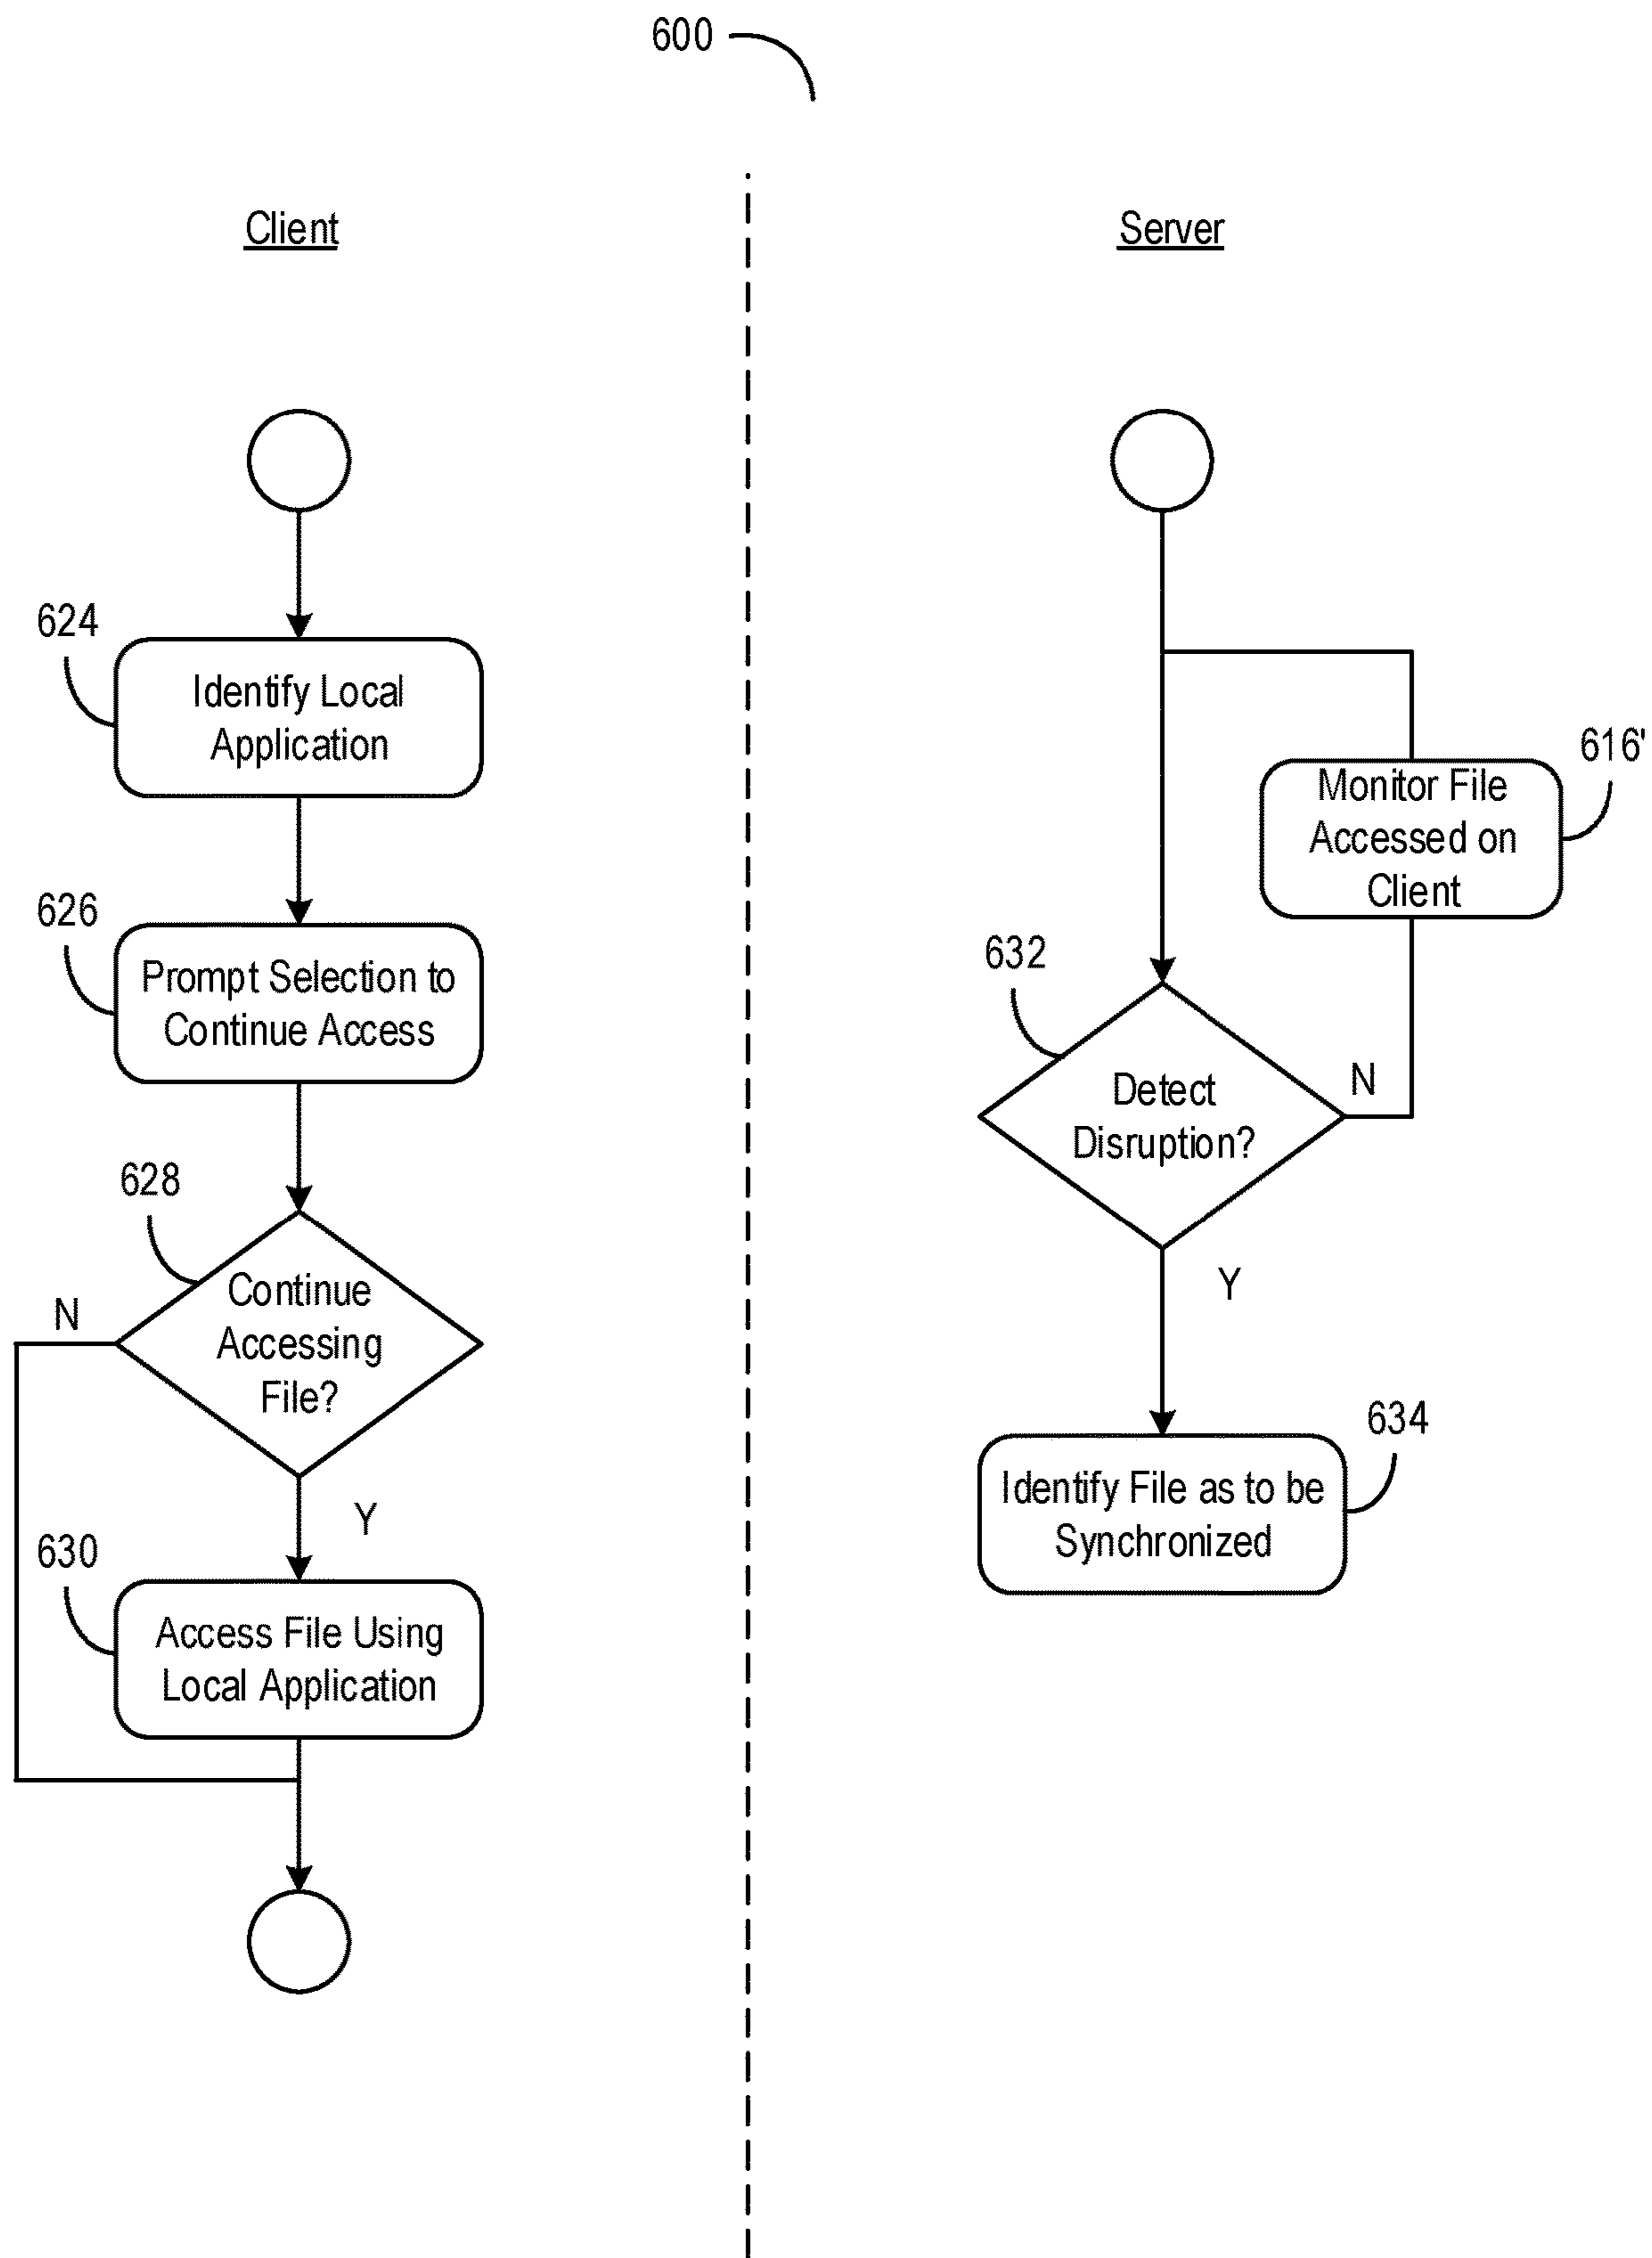 600
Client
Server
624
Identify Local
Application
616'
Monitor File
Accessed on
Client
626
Prompt Selection to
Continue Access
632
Detect
Disruption?
N
Y
628
Continue
Accessing
File?
N
Y
634
Identify File as to be
Synchronized
630
Access File Using
Local Application